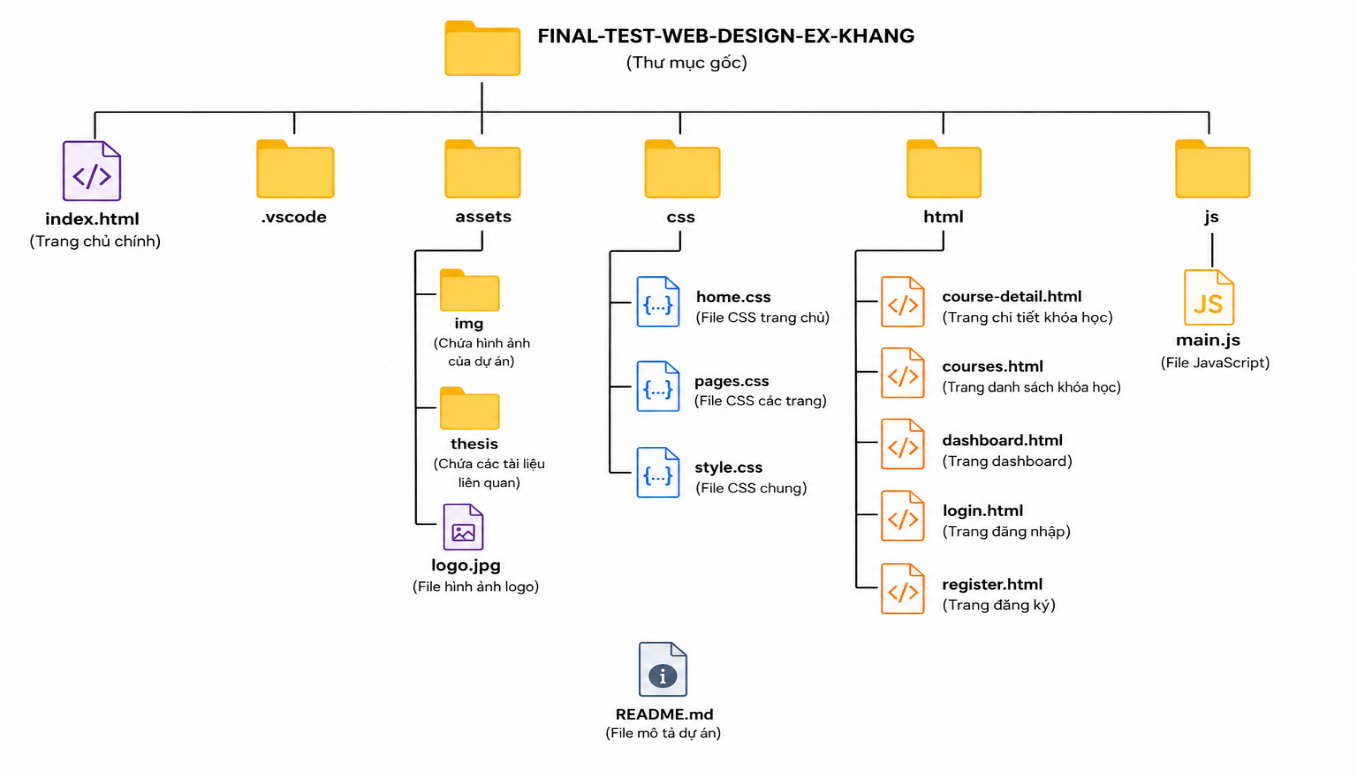 FINAL-TEST-WEB-DESIGN-EX-KHANG
(Thư mục gốc)
</>
index.html
(Trang chủ chính)
.vscode
assets
css
html
js
img
(Chứa hình ảnh
của dự án)
thesis
(Chứa các tài liệu
liên quan)
logo.jpg
(File hình ảnh logo)
{...}
home.css
(File CSS trang chủ)
{...}
pages.css
(File CSS các trang)
{...}
style.css
(File CSS chung)
</>
course-detail.html
(Trang chi tiết khóa học)
</>
courses.html
(Trang danh sách khóa học)
</>
dashboard.html
(Trang dashboard)
</>
login.html
(Trang đăng nhập)
</>
register.html
(Trang đăng ký)
JS
main.js
(File JavaScript)
i
README.md
(File mô tả dự án)